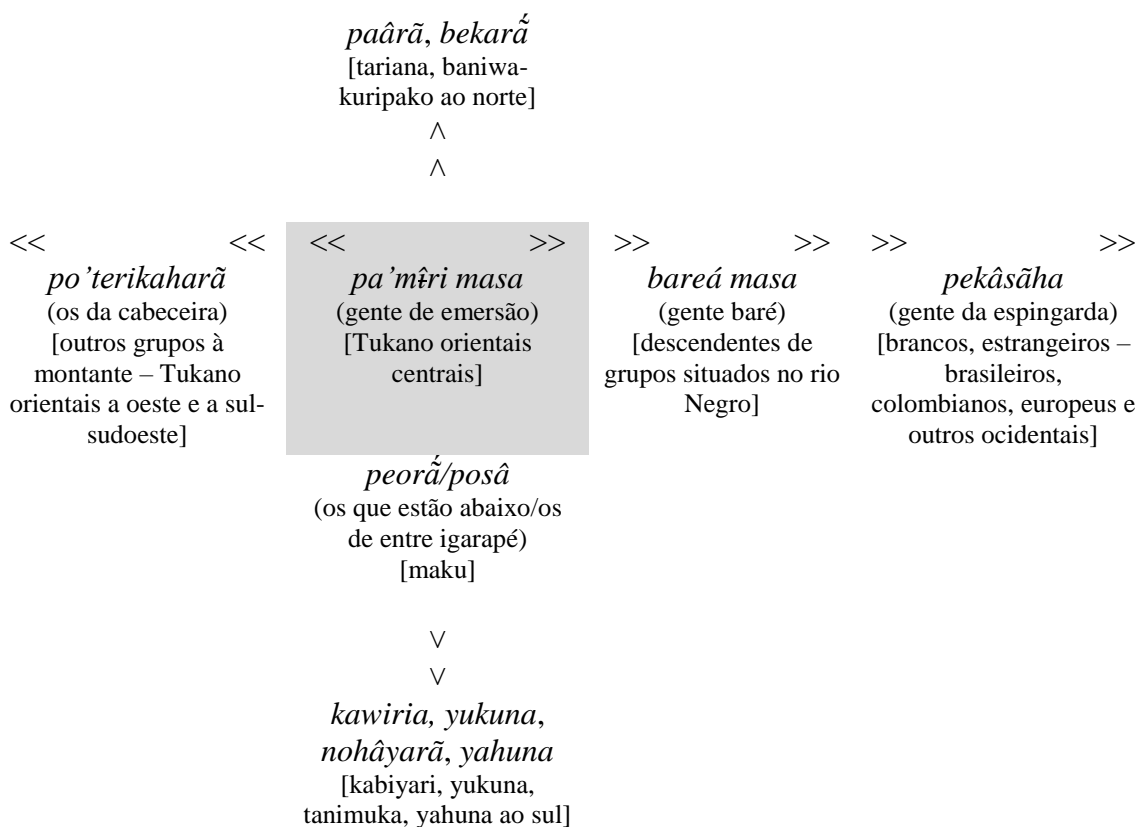 paârã, bekarã́
[tariana, baniwa-
kuripako ao norte]
^
^
<< << << >> >> >> >> >>
po’terikaharã
(os da cabeceira)
[outros grupos à
montante – Tukano
orientais a oeste e a sul-
sudoeste]
pa’mɨ̂ri masa
(gente de emersão)
[Tukano orientais
centrais]
bareá masa
(gente baré)
[descendentes de
grupos situados no rio
Negro]
pekâsãha
(gente da espingarda)
[brancos, estrangeiros –
brasileiros,
colombianos, europeus e
outros ocidentais]
peorã́/posâ
(os que estão abaixo/os
de entre igarapé)
[maku]
v
v
kawiria, yukuna,
nohâyarã, yahuna
[kabiyari, yukuna,
tanimuka, yahuna ao sul]